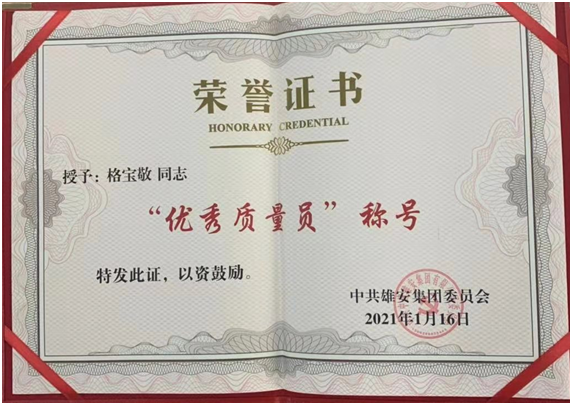 荣誉证书
HONORARY CREDENTIAL
授予：格宝敬 同志
“优秀质量员”称号
特发此证，以资鼓励。
中共雄安集团委员会
2021年1月16日